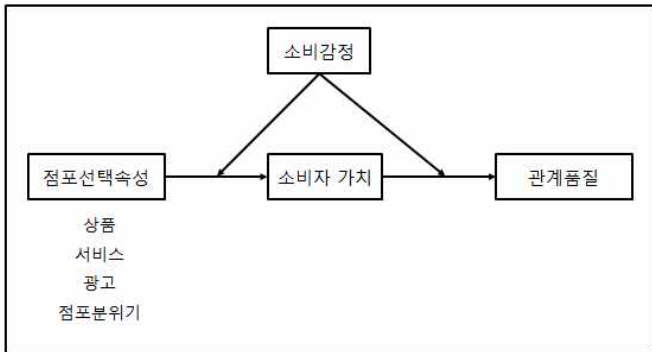 소비감정
점포선택속성
소비자 가치
관계품질
상품
서비스
광고
점포분위기